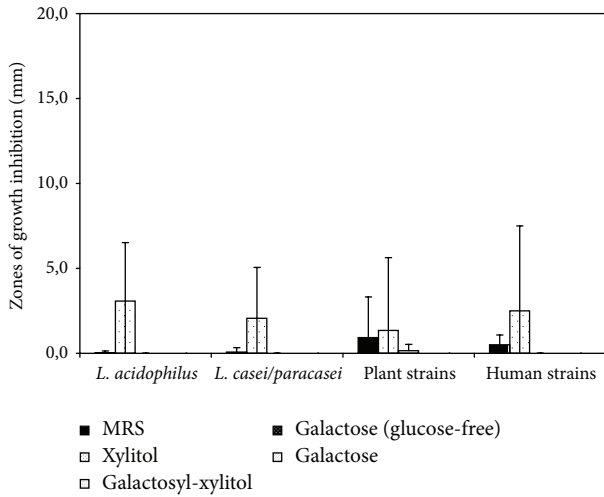 20,0
15,0
10,0
5,0
0,0
Zones of growth inhibition (mm)
L. acidophilus L. casei/paracasei Plant strains Human strains
MRS
Xylitol
Galactosyl-xylitol
Galactose (glucose-free)
Galactose